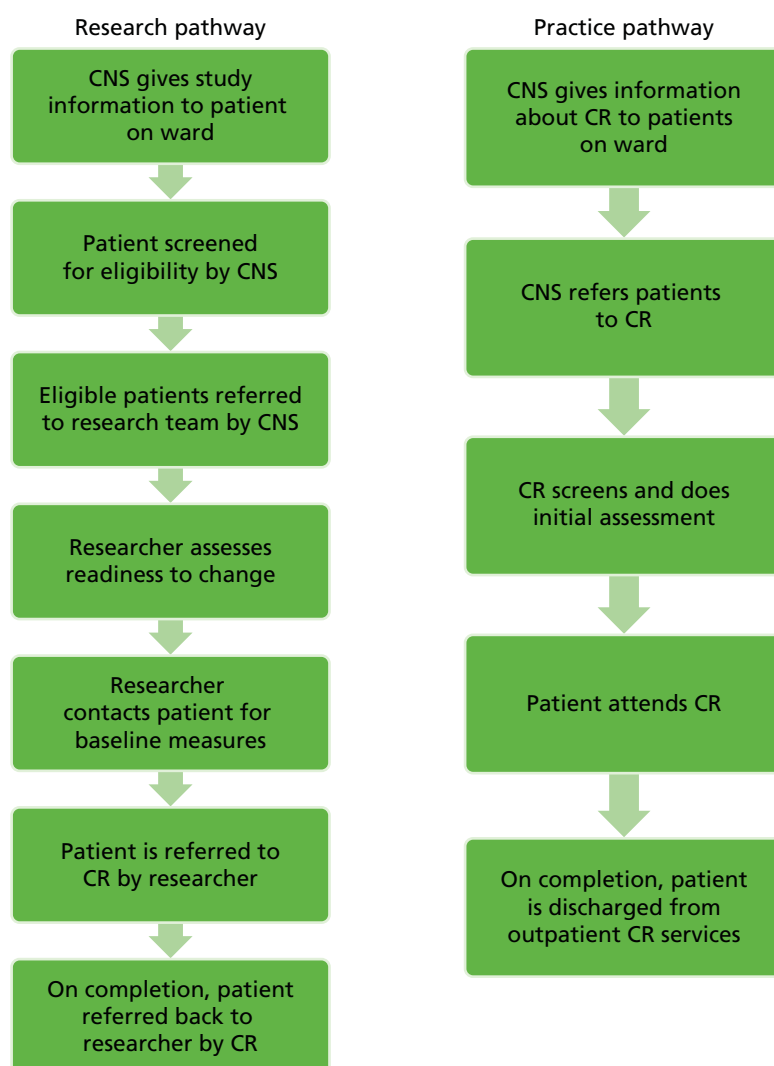 Research pathway
CNS gives study
information to patient
on ward
Patient screened
for eligibility by CNS
Eligible patients referred
to research team by CNS
Researcher assesses
readiness to change
Researcher
contacts patient for
baseline measures
Patient is referred to
CR by researcher
On completion, patient
referred back to
researcher by CR
Practice pathway
CNS gives information
about CR to patients
on ward
CNS refers patients
to CR
CR screens and does
initial assessment
Patient attends CR
On completion, patient
is discharged from
outpatient CR services